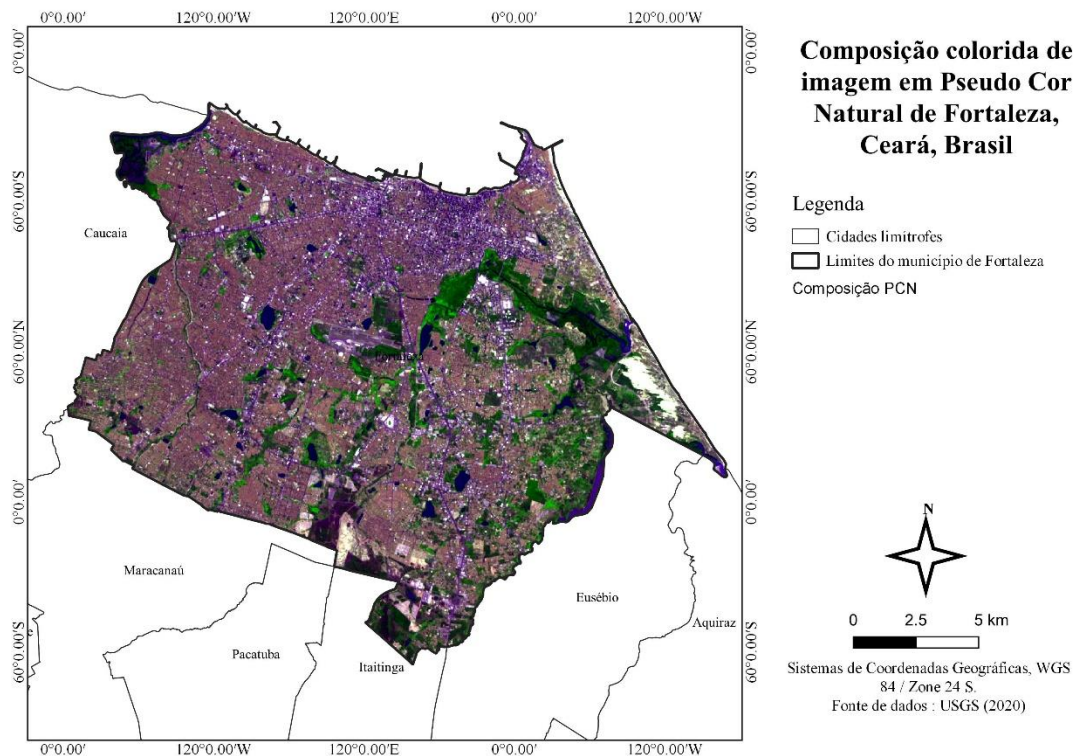 0°0.00′ 120°0.00′W 120°0.00′E 0°0.00′ 120°0.00′W
Composição colorida de
imagem em Pseudo Cor
Natural de Fortaleza,
Ceará, Brasil
Legenda
Cidades limítrofes
Limites do município de Fortaleza
Composição PCN
0°0.00′
60°0.00′S
60°0.00′N
0°0.00′
60°0.00′S
0°0.00′
60°0.00′S
60°0.00′N
0°0.00′
60°0.00′S
Caucaia
Maracanaú
Pacatuba
Itaitinga
Eusébio
Aquiraz
N
0 2.5 5 km
Sistemas de Coordenadas Geográficas, WGS
84 / Zone 24 S.
Fonte de dados : USGS (2020)
0°0.00′ 120°0.00′W 120°0.00′E 0°0.00′ 120°0.00′W